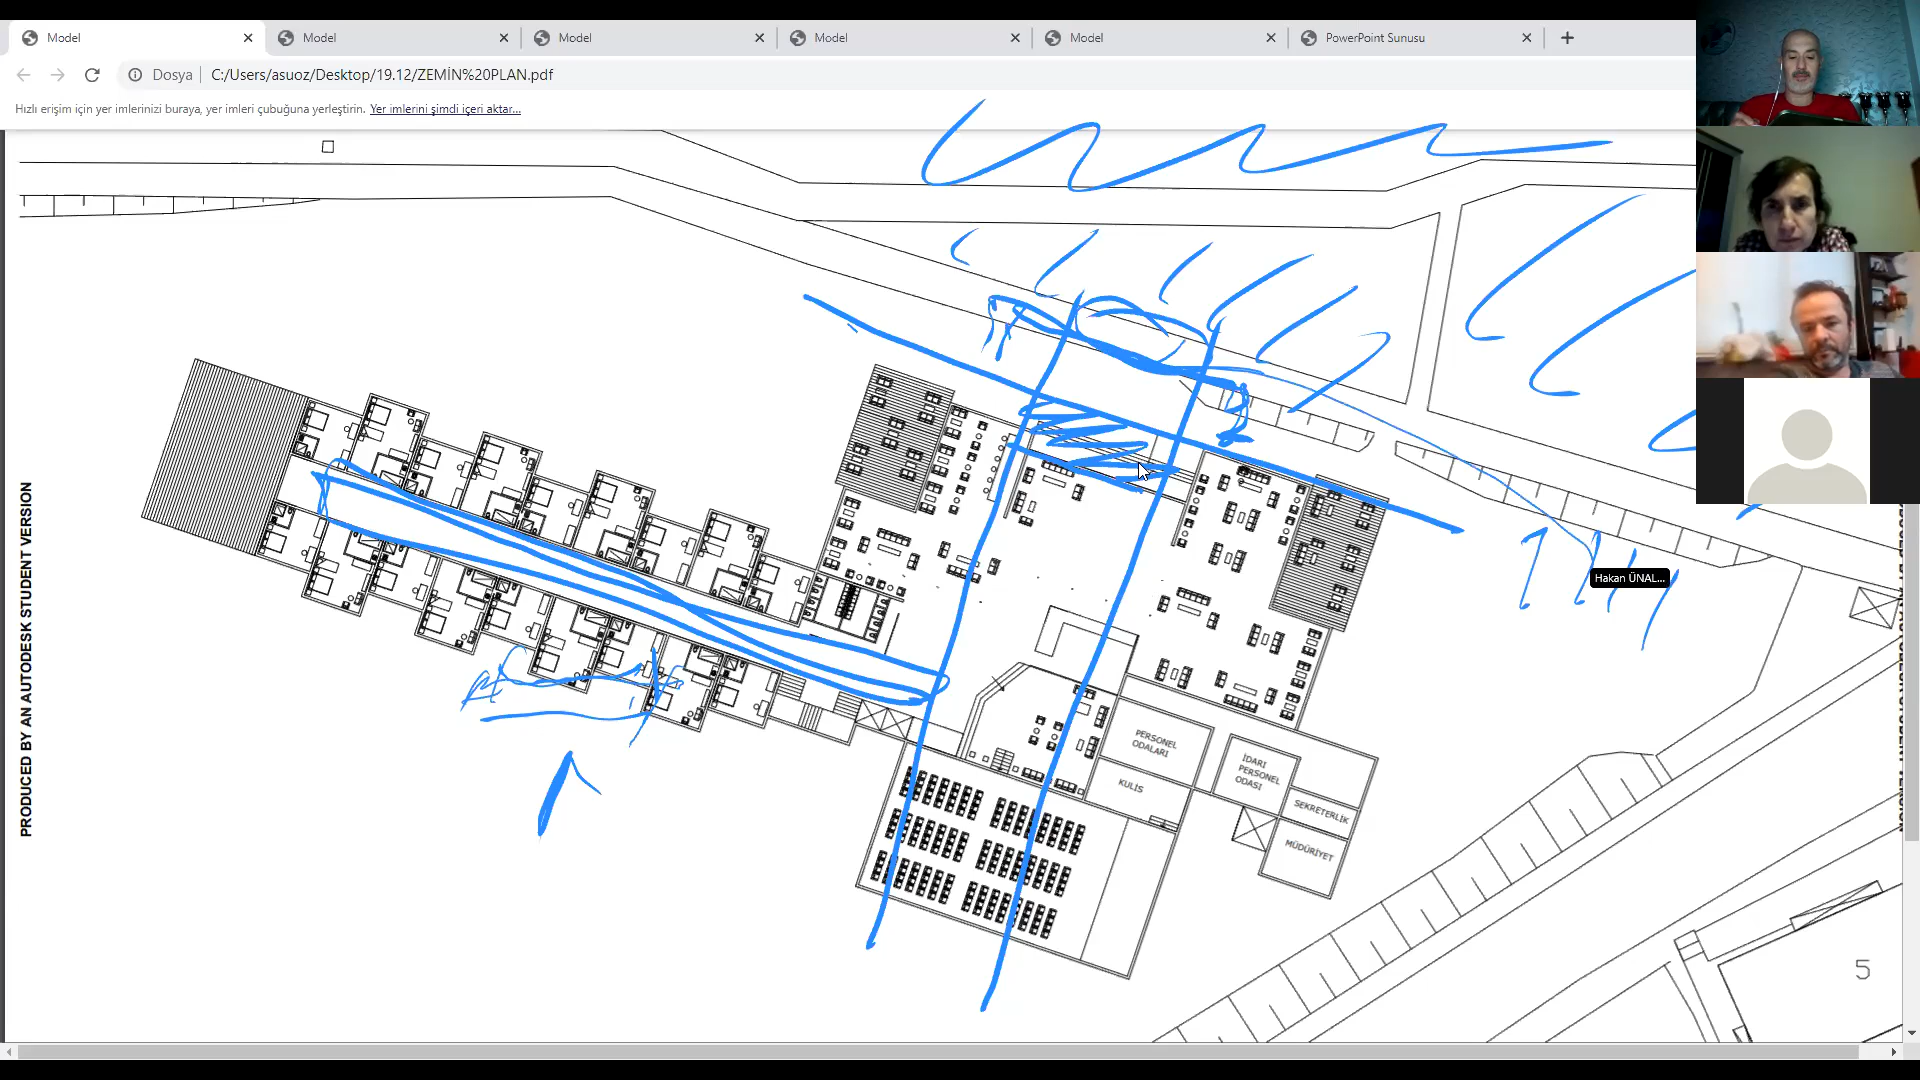 Model
Model
Model
Model
Model
PowerPoint Sunusu
Dosya
C:/Users/asuoz/Desktop/19.12/ZEMİN%20PLAN.pdf
Hızlı erişim için yer imlerinizi buraya, yer imleri çubuğuna yerleştirin. Yer imlerini şimdi içeri aktar...
PRODUCED BY AN AUTODESK STUDENT VERSION
Hakan ÜNAL...
PERSONEL
ODALARI
KULİS
İDARİ
PERSONEL
ODASI
SEKRETERLİK
MÜDÜRİYET
5